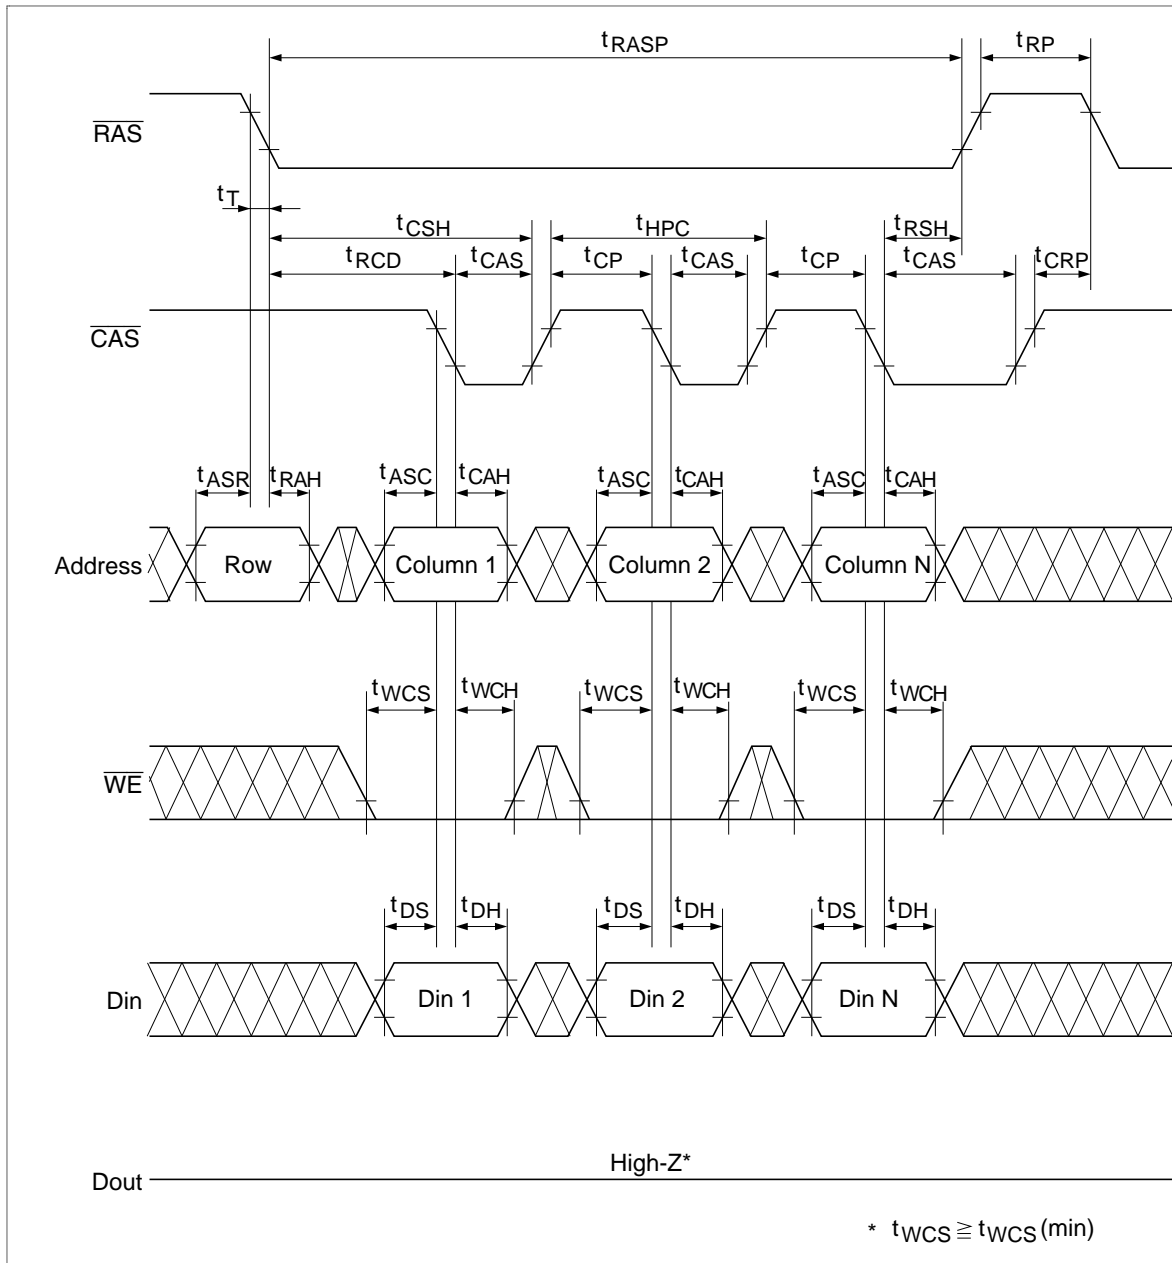 tRASP tRP
RAS
tT
tCSH tHPC tRSH
tRCD tCAS tCP tCAS tCP tCAS tCRP
CAS
tASR tRAH tASC tCAH tASC tCAH tASC tCAH
Address Row Column 1 Column 2 Column N
tWCS tWCH tWCS tWCH tWCS tWCH
WE
tDS tDH tDS tDH tDS tDH
Din Din 1 Din 2 Din N
High-Z*
Dout
* tWCS ≧ tWCS (min)